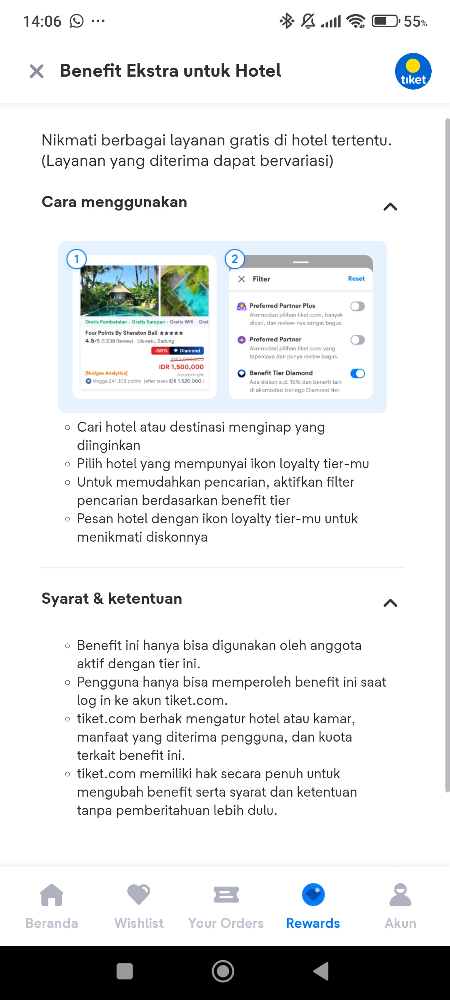 14:06
55%
Benefit Ekstra untuk Hotel
tiket
Nikmati berbagai layanan gratis di hotel tertentu.
(Layanan yang diterima dapat bervariasi)
Cara menggunakan
1
Gratis Pembatalan · Gratis Sarapan · Gratis Wifi · Grat
Four Points By Sheraton Bali ★★★★★
4.5/5 (1.538 Review) · Uluwatu, Badung
-50% Diamond
IDR3,000,000
IDR 1,500,000
[Nudges Analytics]
/room/night
hingga 241.108 points (after taxes IDR 1.520.000)
2
Filter
Reset
PLUS
Preferred Partner Plus
Akomodasi pilihan tiket.com, banyak
dicari, dan review-nya sangat bagus.
Preferred Partner
Akomodasi pilihan tiket.com yang
tepercaya dan punya review bagus.
Benefit Tier Diamond
Ada diskon s.d. 15% dan benefit lain
di akomodasi berlogo Diamond tier.
Cari hotel atau destinasi menginap yang
diinginkan
Pilih hotel yang mempunyai ikon loyalty tier-mu
Untuk memudahkan pencarian, aktifkan filter
pencarian berdasarkan benefit tier
Pesan hotel dengan ikon loyalty tier-mu untuk
menikmati diskonnya
Syarat & ketentuan
Benefit ini hanya bisa digunakan oleh anggota
aktif dengan tier ini.
Pengguna hanya bisa memperoleh benefit ini saat
log in ke akun tiket.com.
tiket.com berhak mengatur hotel atau kamar,
manfaat yang diterima pengguna, dan kuota
terkait benefit ini.
tiket.com memiliki hak secara penuh untuk
mengubah benefit serta syarat dan ketentuan
tanpa pemberitahuan lebih dulu.
Beranda
Wishlist
Your Orders
Rewards
Akun